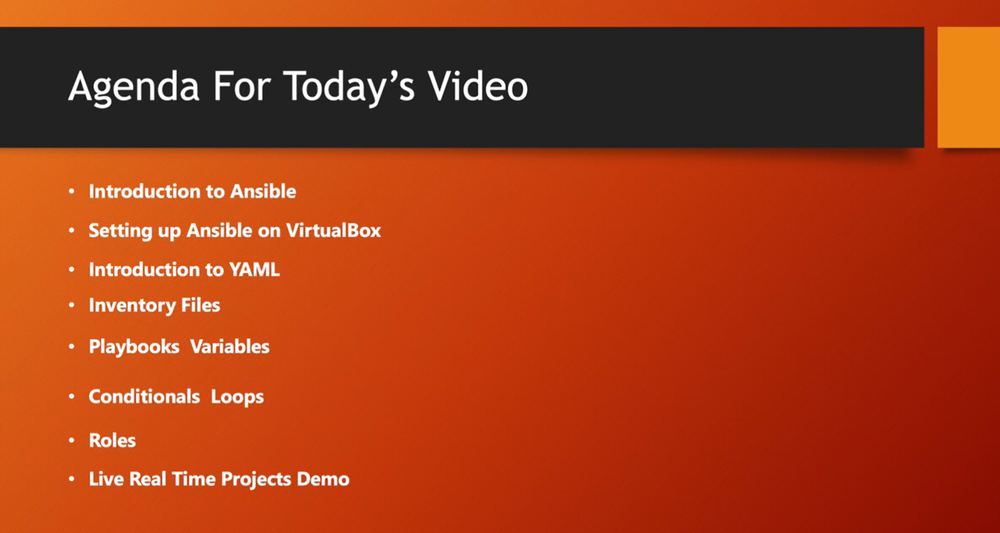 Agenda For Today’s Video
• Introduction to Ansible
• Setting up Ansible on VirtualBox
• Introduction to YAML
• Inventory Files
• Playbooks  Variables
• Conditionals  Loops
• Roles
• Live Real Time Projects Demo